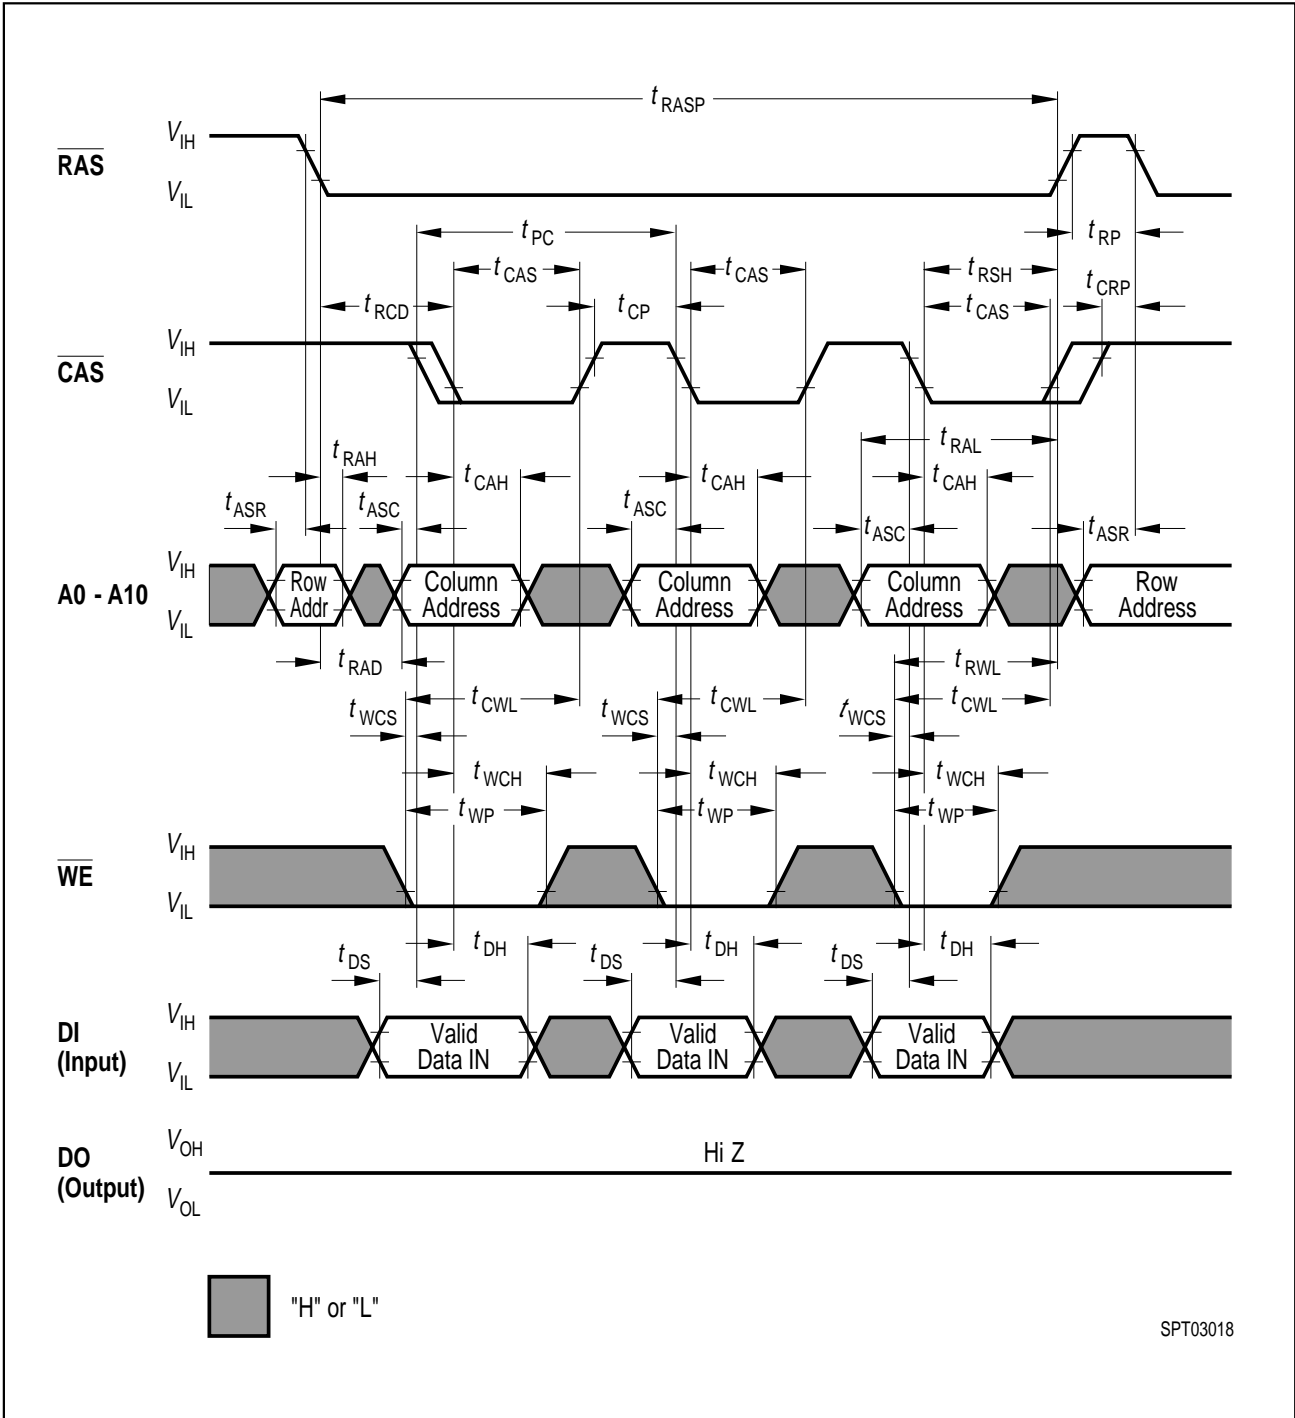 tRASP
VIH
RAS
VIL
tPC
tRP
tCAS
tCAS
tRSH
tCRP
tRCD
tCP
tCAS
VIH
CAS
VIL
tRAL
tRAH
tCAH
tCAH
tCAH
tASR
tASC
tASC
tASC
tASR
VIH
A0 - A10
Row
Addr
Column
Address
Column
Address
Column
Address
Row
Address
VIL
tRAD
tRWL
tCWL
tCWL
tCWL
tWCS
tWCS
tWCS
tWCH
tWCH
tWCH
tWP
tWP
tWP
VIH
WE
VIL
tDH
tDH
tDH
tDS
tDS
tDS
VIH
DI
(Input)
Valid
Data IN
Valid
Data IN
Valid
Data IN
VIL
VOH
DO
(Output)
Hi Z
VOL
"H" or "L"
SPT03018